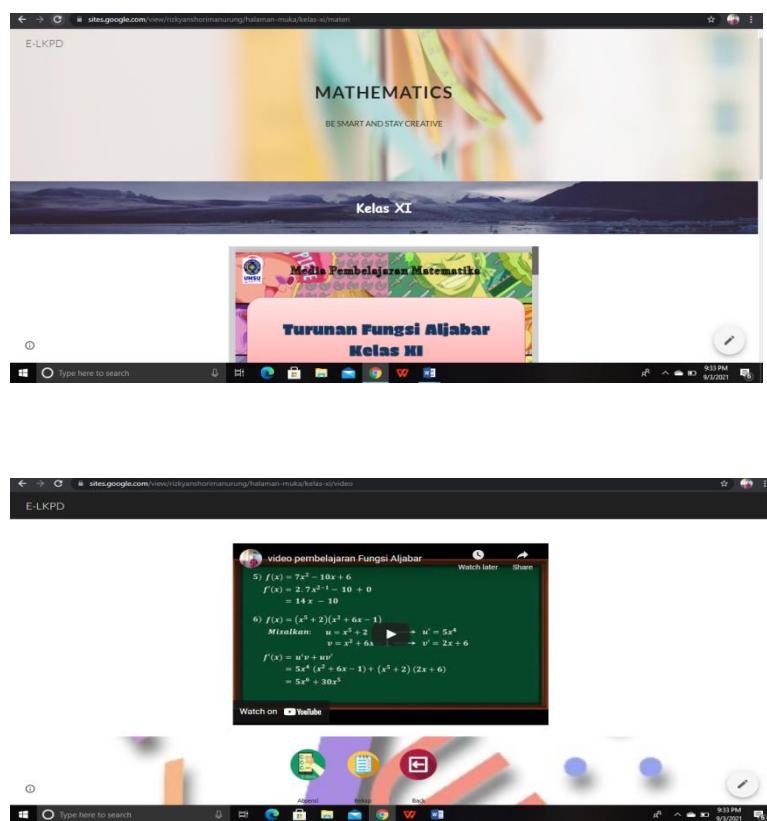 sites.google.com/view/rizkyanshorimanurung/halaman-muka/kelas-xi/materi
E-LKPD
MATHEMATICS
BE SMART AND STAY CREATIVE
Kelas XI
UMSU
Media Pembelajaran Matematika
Turunan Fungsi Aljabar
Kelas XI
Type here to search
9:33 PM
9/3/2021
sites.google.com/view/rizkyanshorimanurung/halaman-muka/kelas-xi/video
E-LKPD
video pembelajaran Fungsi Aljabar
Watch later Share
5) f(x) = 7x² − 10x + 6
f'(x) = 2.7x²⁻¹ − 10 + 0
= 14x − 10
6) f(x) = (x⁵ + 2)(x² + 6x − 1)
Misalkan: u = x⁵ + 2 → u' = 5x⁴
v = x² + 6x → v' = 2x + 6
f'(x) = u'v + uv'
= 5x⁴ (x² + 6x − 1) + (x⁵ + 2) (2x + 6)
= 5x⁶ + 30x⁵
Watch on YouTube
Absensi Back
Type here to search
9:33 PM
9/3/2021